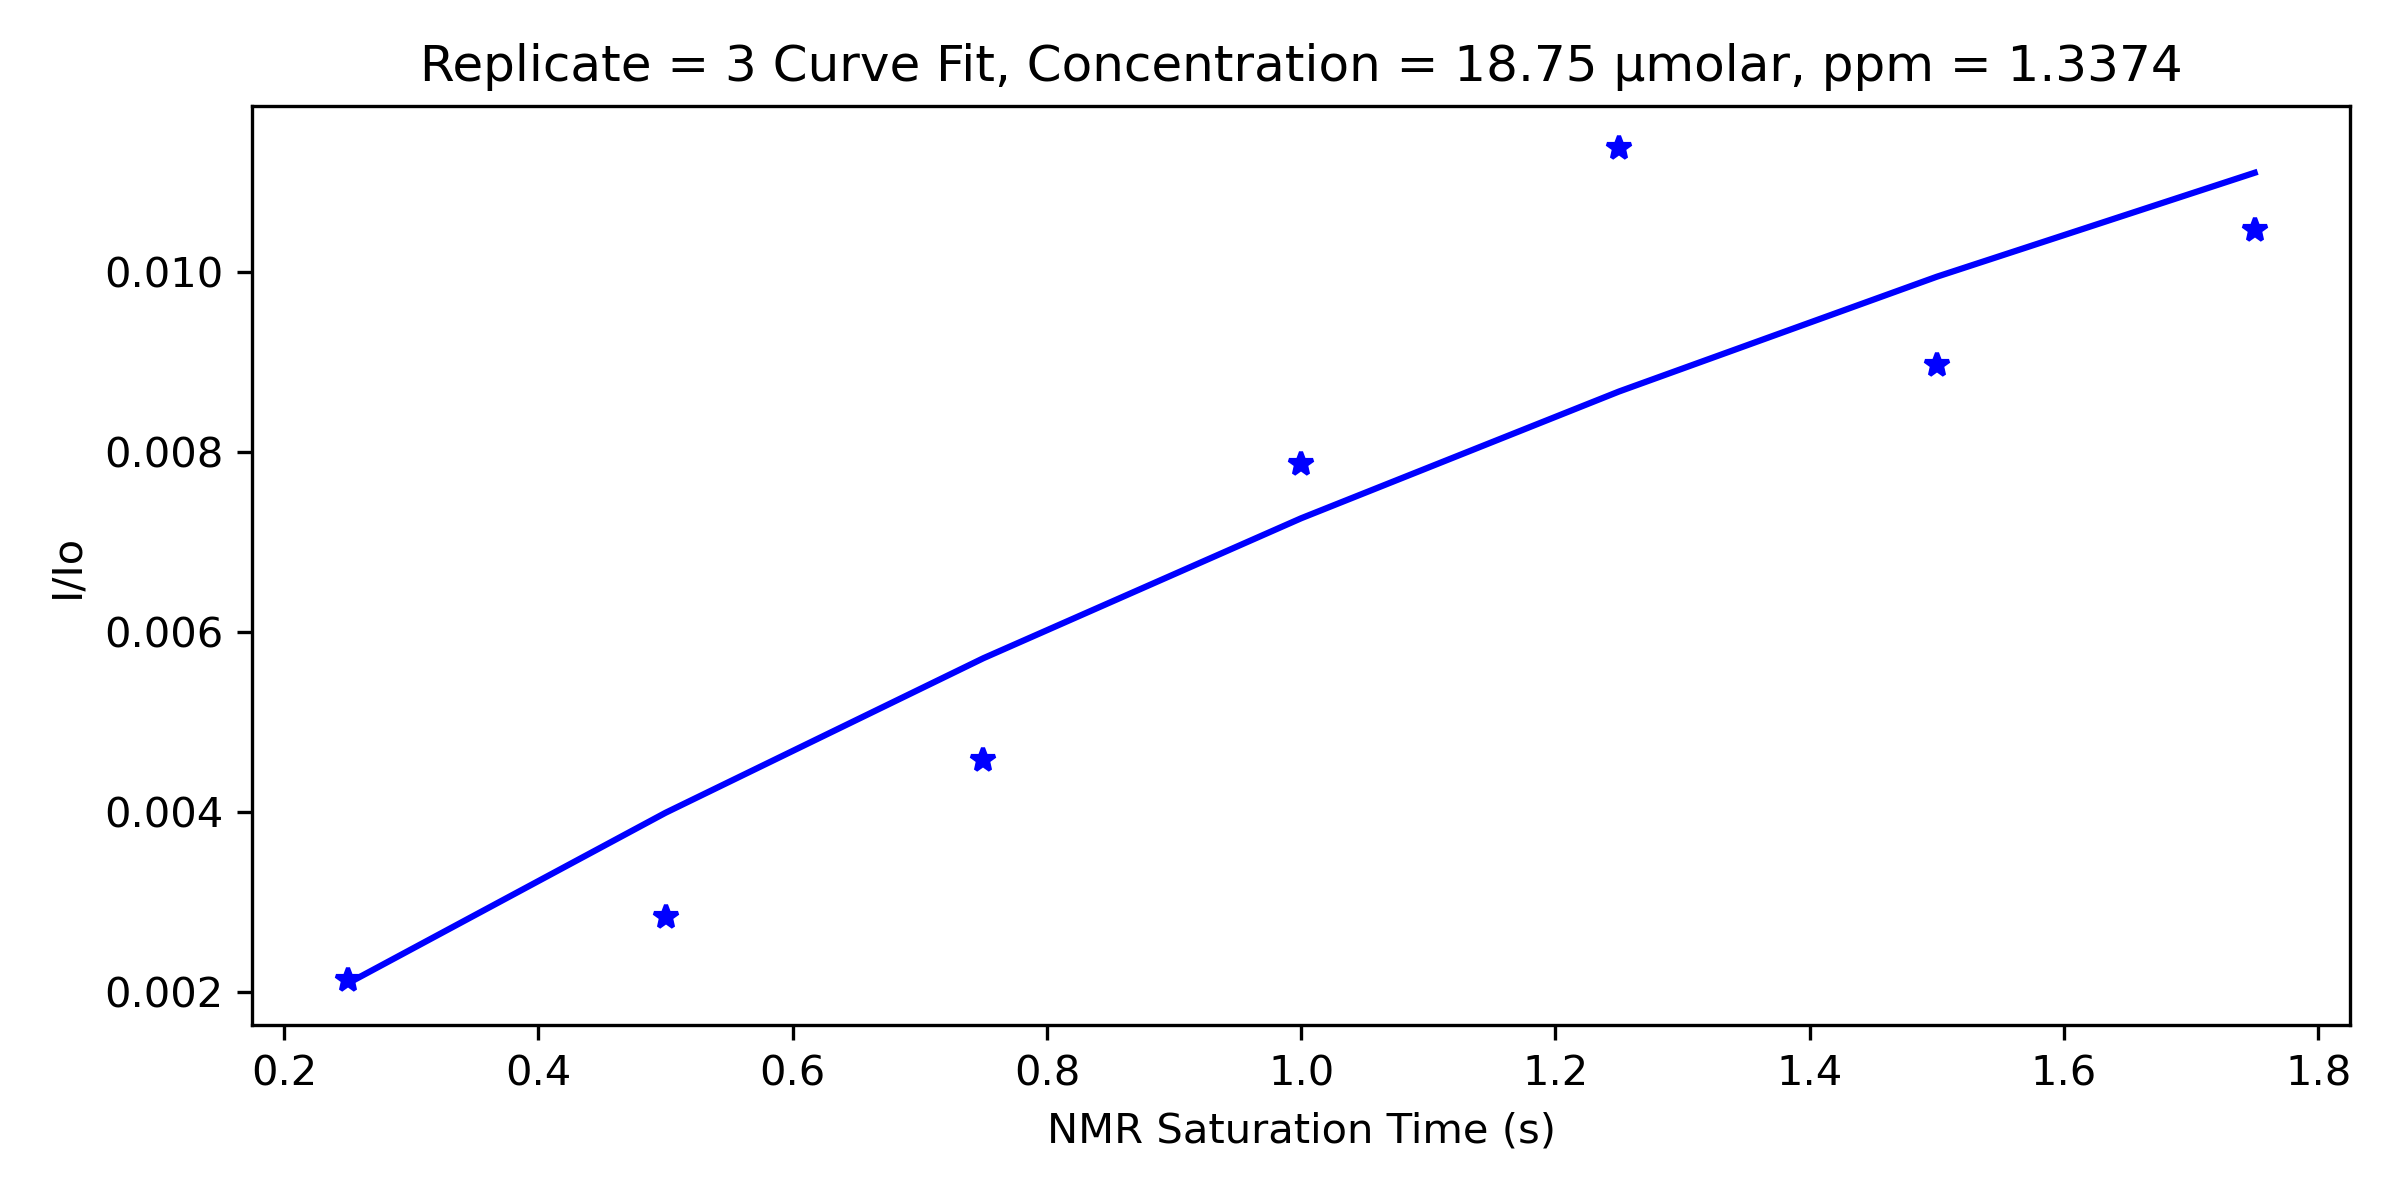 Replicate = 3 Curve Fit, Concentration = 18.75 µmolar, ppm = 1.3374
I/Io
0.010
0.008
0.006
0.004
0.002
0.2 0.4 0.6 0.8 1.0 1.2 1.4 1.6 1.8
NMR Saturation Time (s)